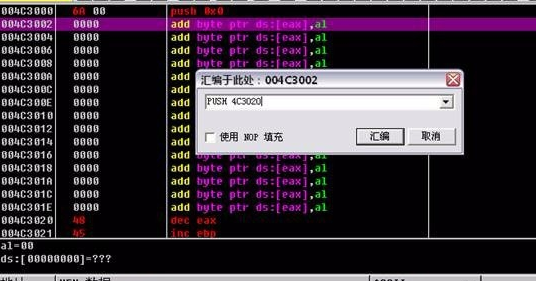 004C3000 6A 00 push 0x0
004C3002 0000 add byte ptr ds:[eax],al
004C3004 0000 add byte ptr ds:[eax],al
004C3006 0000 add byte ptr ds:[eax],al
004C3008 0000 add byte ptr ds:[eax],al
004C300A 0000
汇编于此处：004C3002
004C300C 0000
PUSH 4C3020
004C300E 0000
004C3010 0000
004C3012 0000
使用 NOP 填充 汇编 取消
004C3014 0000
004C3016 0000 add byte ptr ds:[eax],al
004C3018 0000 add byte ptr ds:[eax],al
004C301A 0000 add byte ptr ds:[eax],al
004C301C 0000 add byte ptr ds:[eax],al
004C301E 0000 add byte ptr ds:[eax],al
004C3020 48 dec eax
004C3021 45 inc ebp
al=00
ds:[00000000]=???